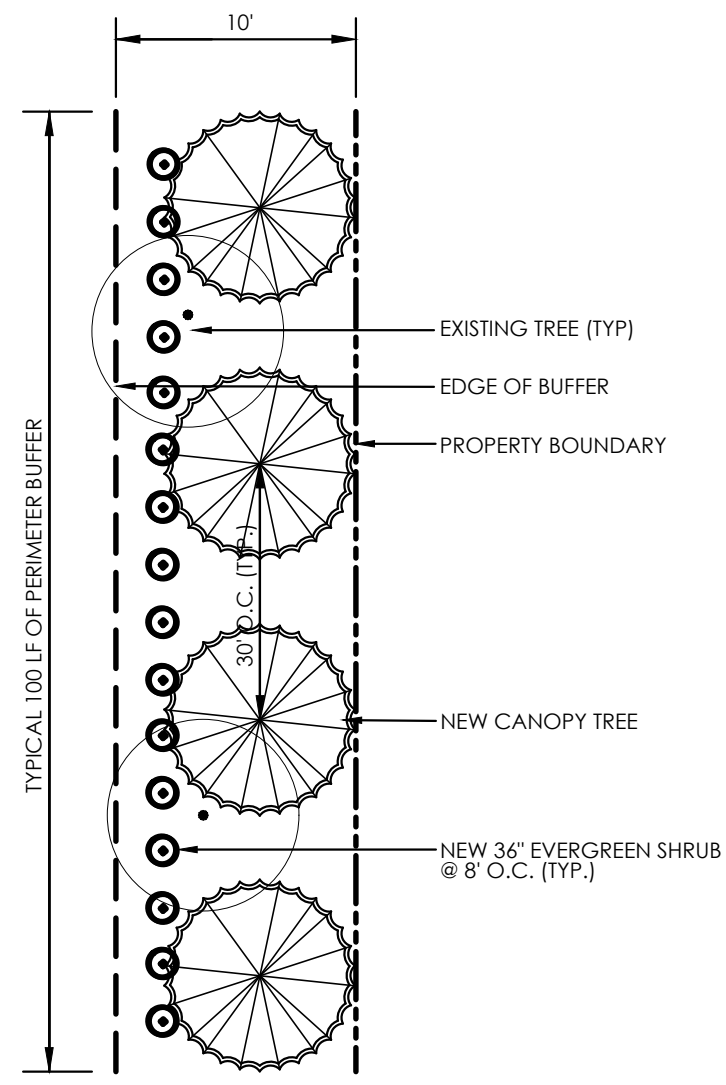 10'
EXISTING TREE (TYP)
EDGE OF BUFFER
PROPERTY BOUNDARY
TYPICAL 100 LF OF PERIMETER BUFFER
30' O.C. (TYP.)
NEW CANOPY TREE
NEW 36" EVERGREEN SHRUB
@ 8' O.C. (TYP.)